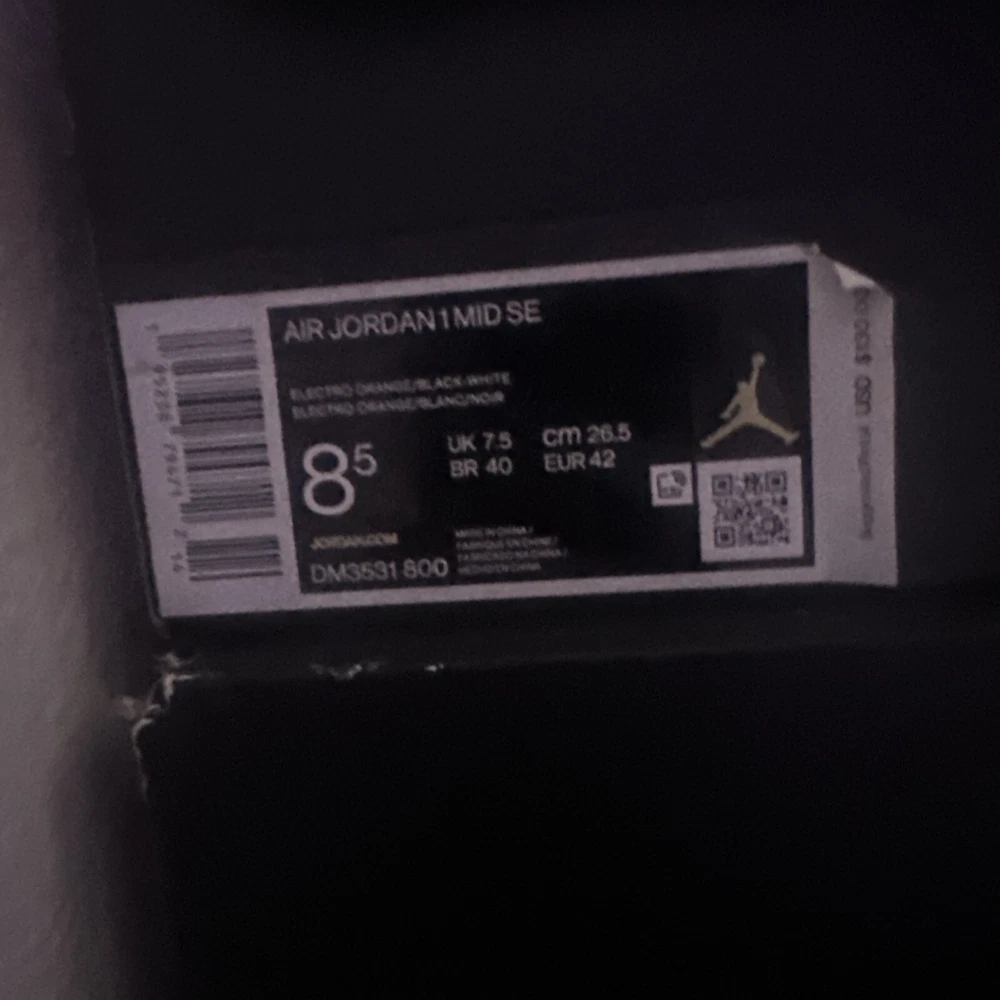 AIR JORDAN 1 MID SE
ELECTRO ORANGE/BLACK-WHITE
ELECTRO ORANGE/BLANC/NOIR
8 5
UK 7.5 cm 26.5
BR 40 EUR 42
JORDAN.COM
MADE IN CHINA /
FABRIQUE EN CHINE /
FABRICADO NA CHINA /
HECHO EN CHINA
DM3531 800